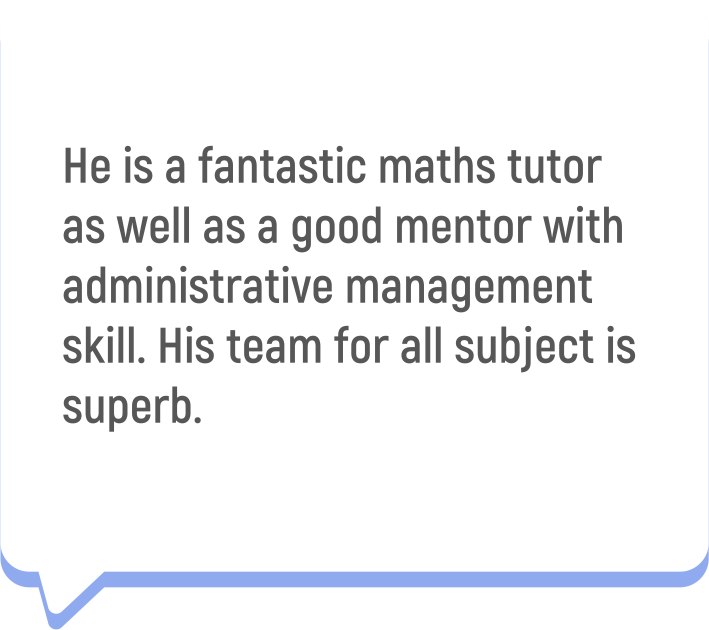 He is a fantastic maths tutor
as well as a good mentor with
administrative management
skill. His team for all subject is
superb.